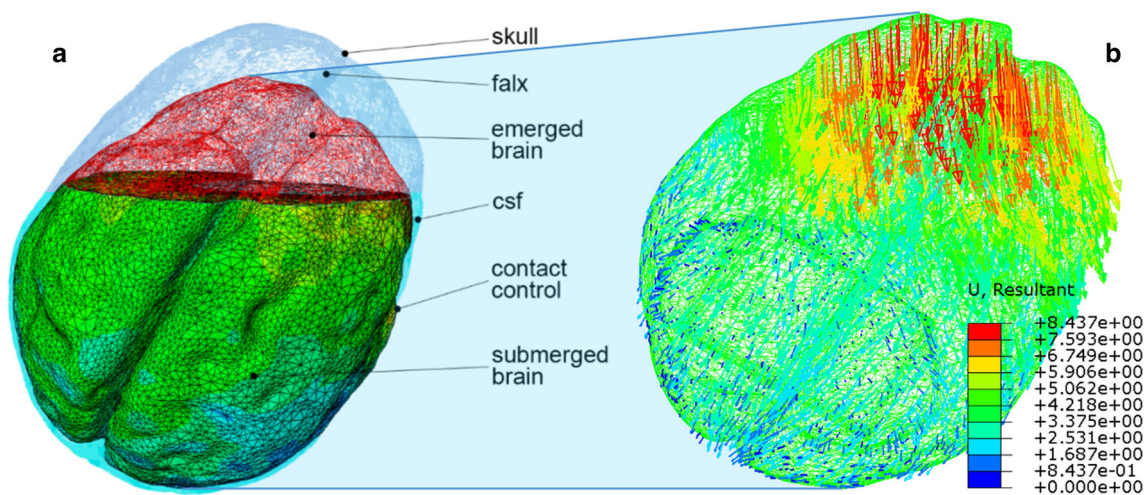 a
skull
falx
emerged
brain
csf
contact
control
submerged
brain
b
U, Resultant
+8.437e+00
+7.593e+00
+6.749e+00
+5.906e+00
+5.062e+00
+4.218e+00
+3.375e+00
+2.531e+00
+1.687e+00
+8.437e-01
+0.000e+00